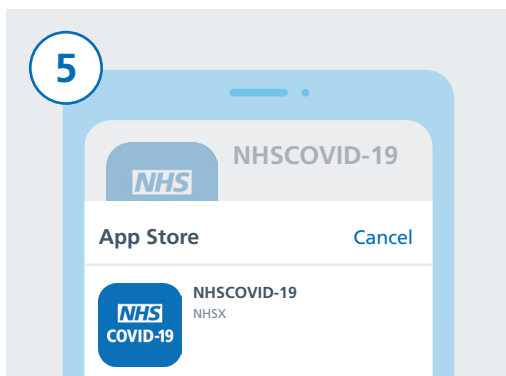 5
NHSCOVID-19
NHS
App Store Cancel
NHSCOVID-19
NHSX
NHS
COVID-19